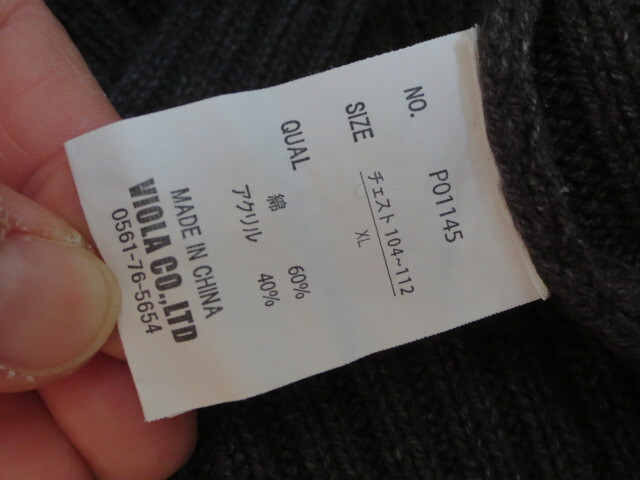 NO. P01145
SIZE チェスト 104~112
XL
QUAL 綿 60%
アクリル 40%
MADE IN CHINA
VIOLA CO.,LTD
0561-76-5654